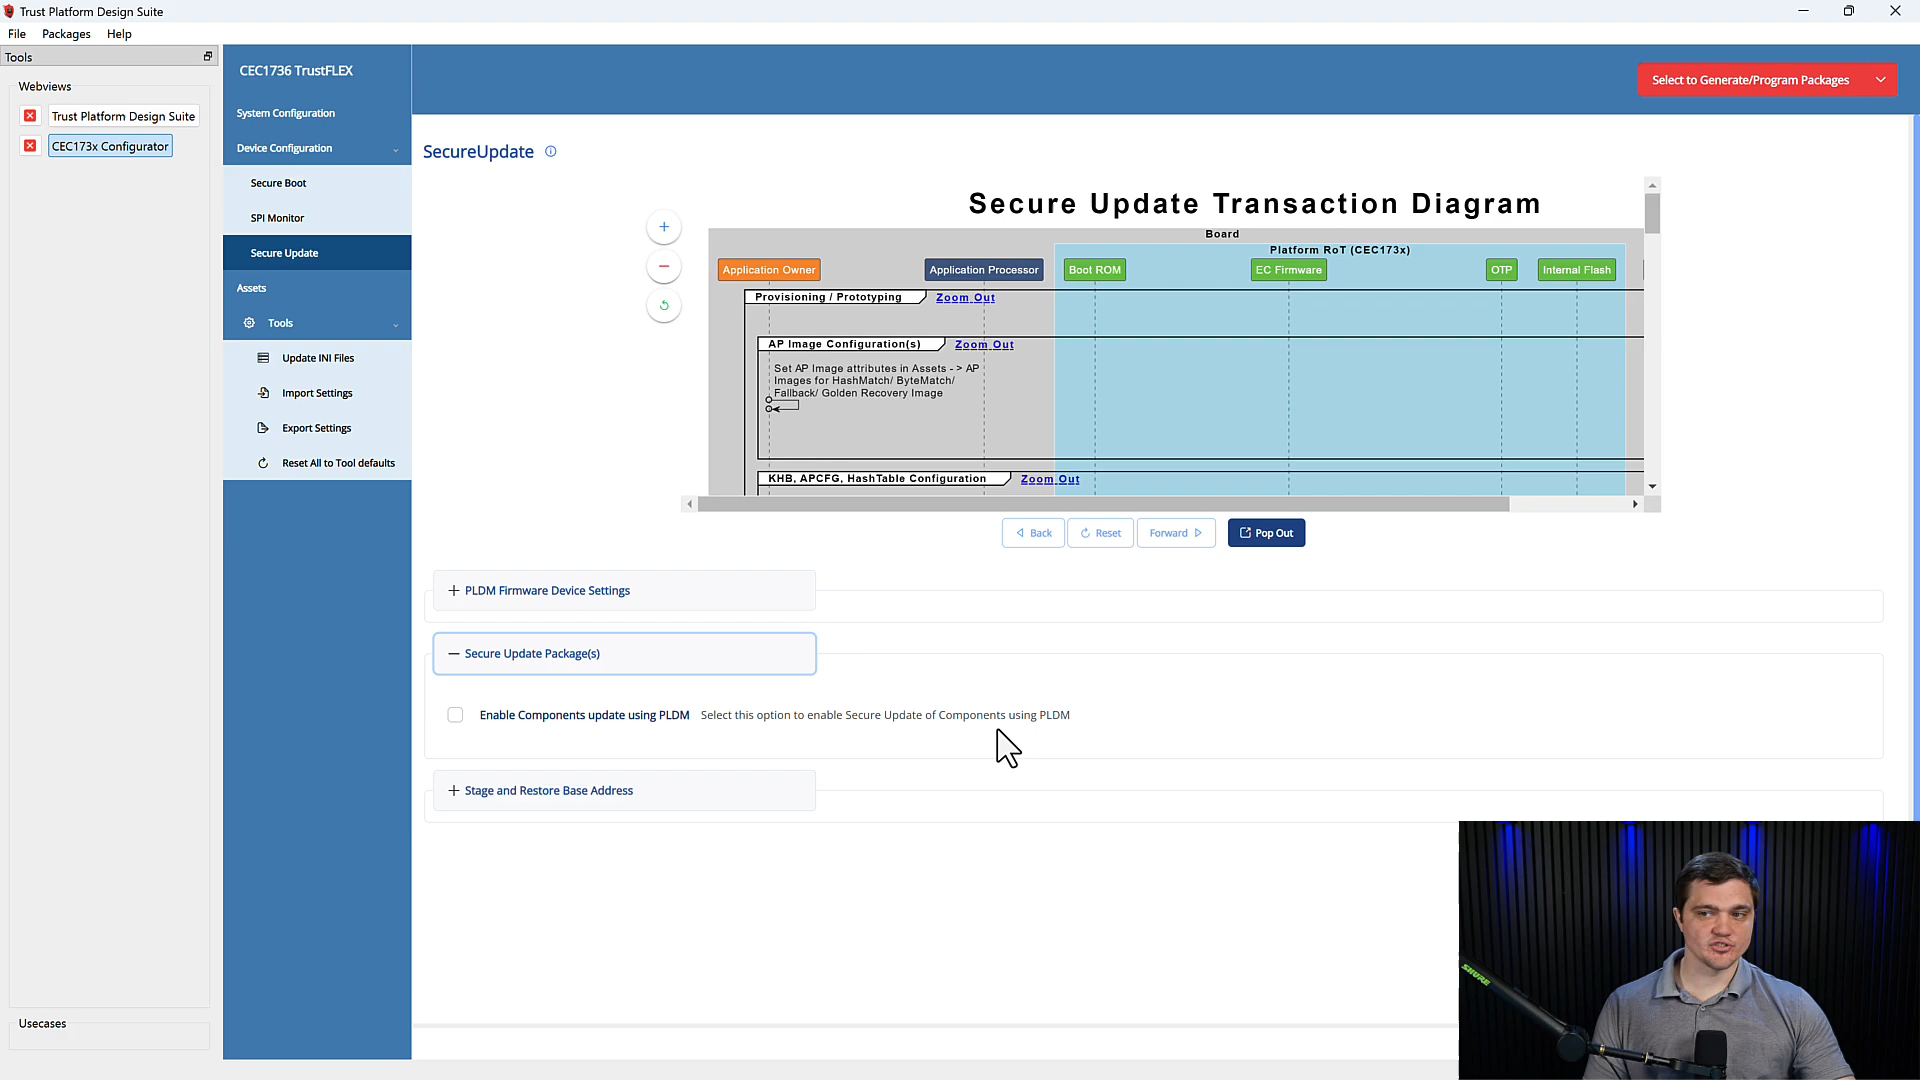 Trust Platform Design Suite
File Packages Help
Tools
Webviews
Trust Platform Design Suite
CEC173x Configurator
Usecases
CEC1736 TrustFLEX
System Configuration
Device Configuration
Secure Boot
SPI Monitor
Secure Update
Assets
Tools
Update INI Files
Import Settings
Export Settings
Reset All to Tool defaults
Select to Generate/Program Packages
SecureUpdate
Secure Update Transaction Diagram
Board
Platform RoT (CEC173x)
Application Owner Application Processor Boot ROM EC Firmware OTP Internal Flash
Provisioning / Prototyping Zoom Out
AP Image Configuration(s) Zoom Out
Set AP Image attributes in Assets - > AP
Images for HashMatch/ ByteMatch/
Fallback/ Golden Recovery Image
KHB, APCFG, HashTable Configuration Zoom Out
Back Reset Forward Pop Out
PLDM Firmware Device Settings
Secure Update Package(s)
Enable Components update using PLDM Select this option to enable Secure Update of Components using PLDM
Stage and Restore Base Address
SHURE